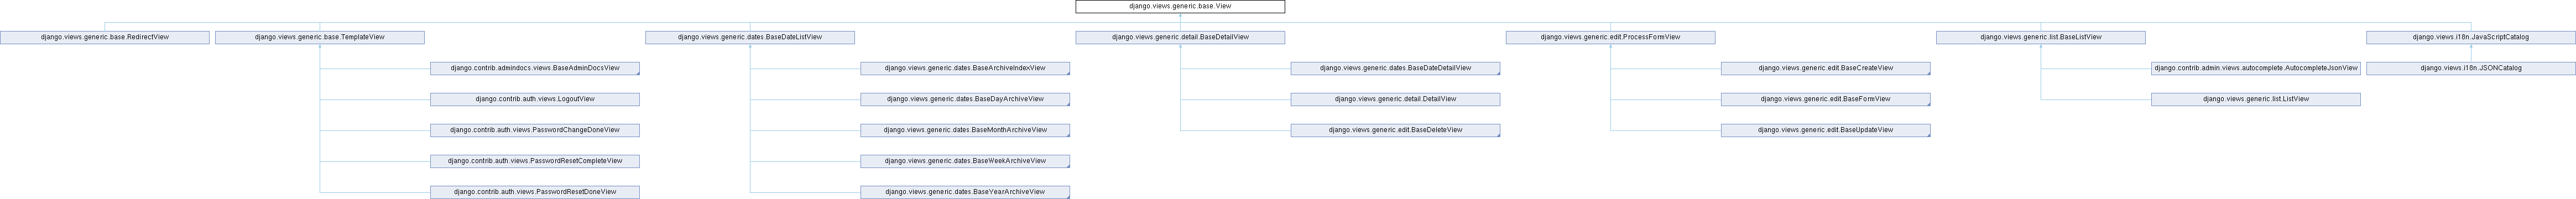 django.views.generic.base.View
django.views.generic.base.RedirectView
django.views.generic.base.TemplateView
django.views.generic.dates.BaseDateListView
django.views.generic.detail.BaseDetailView
django.views.generic.edit.ProcessFormView
django.views.generic.list.BaseListView
django.views.i18n.JavaScriptCatalog
django.contrib.admindocs.views.BaseAdminDocsView
django.views.generic.dates.BaseArchiveIndexView
django.views.generic.dates.BaseDateDetailView
django.views.generic.edit.BaseCreateView
django.contrib.admin.views.autocomplete.AutocompleteJsonView
django.views.i18n.JSONCatalog
django.contrib.auth.views.LogoutView
django.views.generic.dates.BaseDayArchiveView
django.views.generic.detail.DetailView
django.views.generic.edit.BaseFormView
django.views.generic.list.ListView
django.contrib.auth.views.PasswordChangeDoneView
django.views.generic.dates.BaseMonthArchiveView
django.views.generic.edit.BaseDeleteView
django.views.generic.edit.BaseUpdateView
django.contrib.auth.views.PasswordResetCompleteView
django.views.generic.dates.BaseWeekArchiveView
django.contrib.auth.views.PasswordResetDoneView
django.views.generic.dates.BaseYearArchiveView